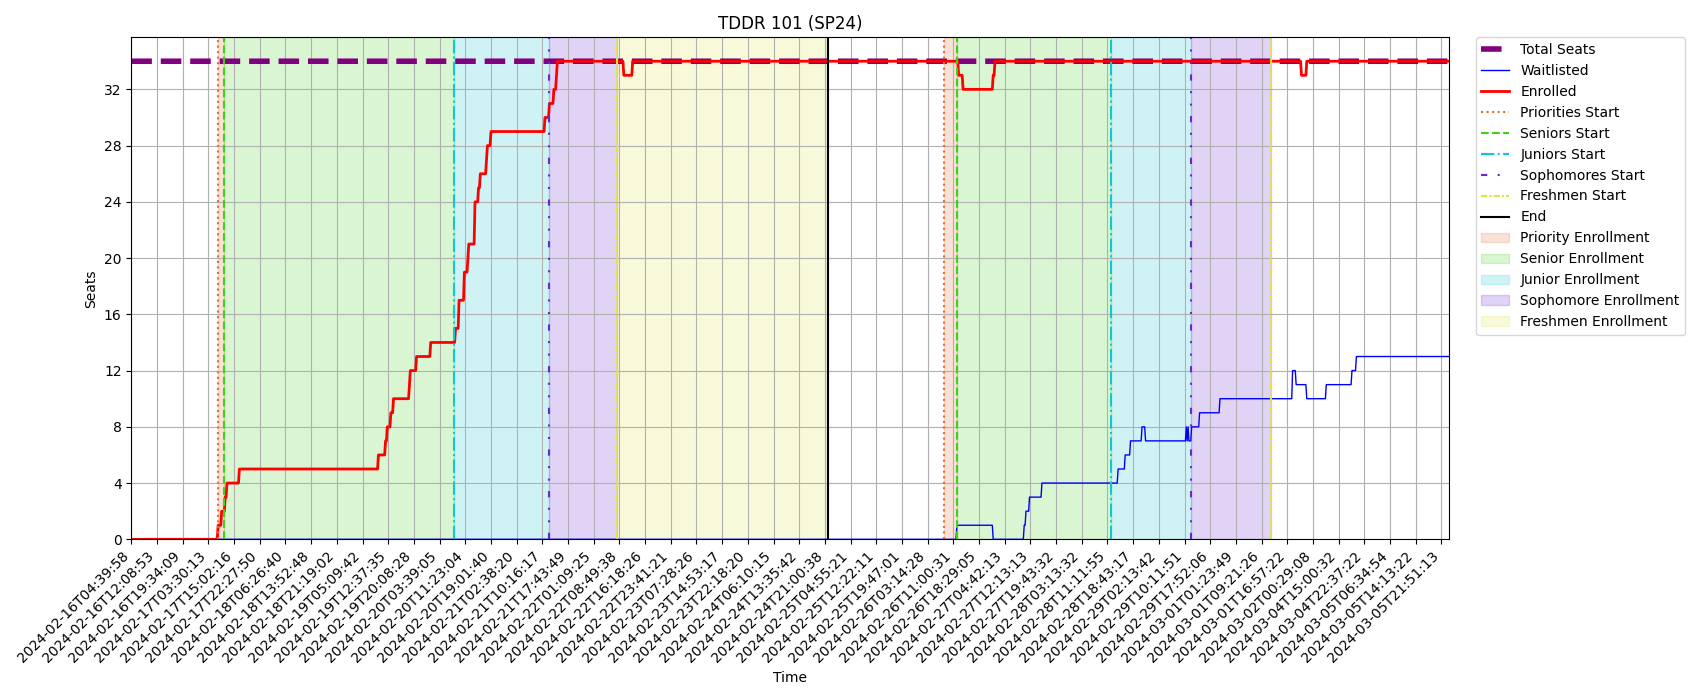 TDDR 101 (SP24)
Seats
32
28
24
20
16
12
8
4
0
2024-02-16T04:39:58
2024-02-16T12:08:53
2024-02-16T19:34:09
2024-02-17T03:30:13
2024-02-17T15:02:16
2024-02-17T22:27:50
2024-02-18T06:26:40
2024-02-18T13:52:48
2024-02-18T21:19:02
2024-02-19T05:09:42
2024-02-19T12:37:35
2024-02-19T20:08:28
2024-02-20T03:39:05
2024-02-20T11:23:04
2024-02-20T19:01:40
2024-02-21T02:38:20
2024-02-21T10:16:17
2024-02-21T17:43:49
2024-02-22T01:09:25
2024-02-22T08:49:38
2024-02-22T16:18:26
2024-02-22T23:41:21
2024-02-23T07:28:26
2024-02-23T14:53:17
2024-02-23T22:18:20
2024-02-24T06:10:15
2024-02-24T13:35:42
2024-02-24T21:00:38
2024-02-25T04:55:21
2024-02-25T12:22:11
2024-02-25T19:47:01
2024-02-26T03:14:28
2024-02-26T11:00:31
2024-02-26T18:29:05
2024-02-27T04:42:13
2024-02-27T12:13:13
2024-02-27T19:43:32
2024-02-28T03:13:32
2024-02-28T11:11:55
2024-02-28T18:43:17
2024-02-29T02:13:42
2024-02-29T10:11:51
2024-02-29T17:52:06
2024-03-01T01:23:49
2024-03-01T09:21:26
2024-03-01T16:57:22
2024-03-02T00:29:08
2024-03-04T15:00:32
2024-03-04T22:37:22
2024-03-05T06:34:54
2024-03-05T14:13:22
2024-03-05T21:51:13
Time
Total Seats
Waitlisted
Enrolled
Priorities Start
Seniors Start
Juniors Start
Sophomores Start
Freshmen Start
End
Priority Enrollment
Senior Enrollment
Junior Enrollment
Sophomore Enrollment
Freshmen Enrollment